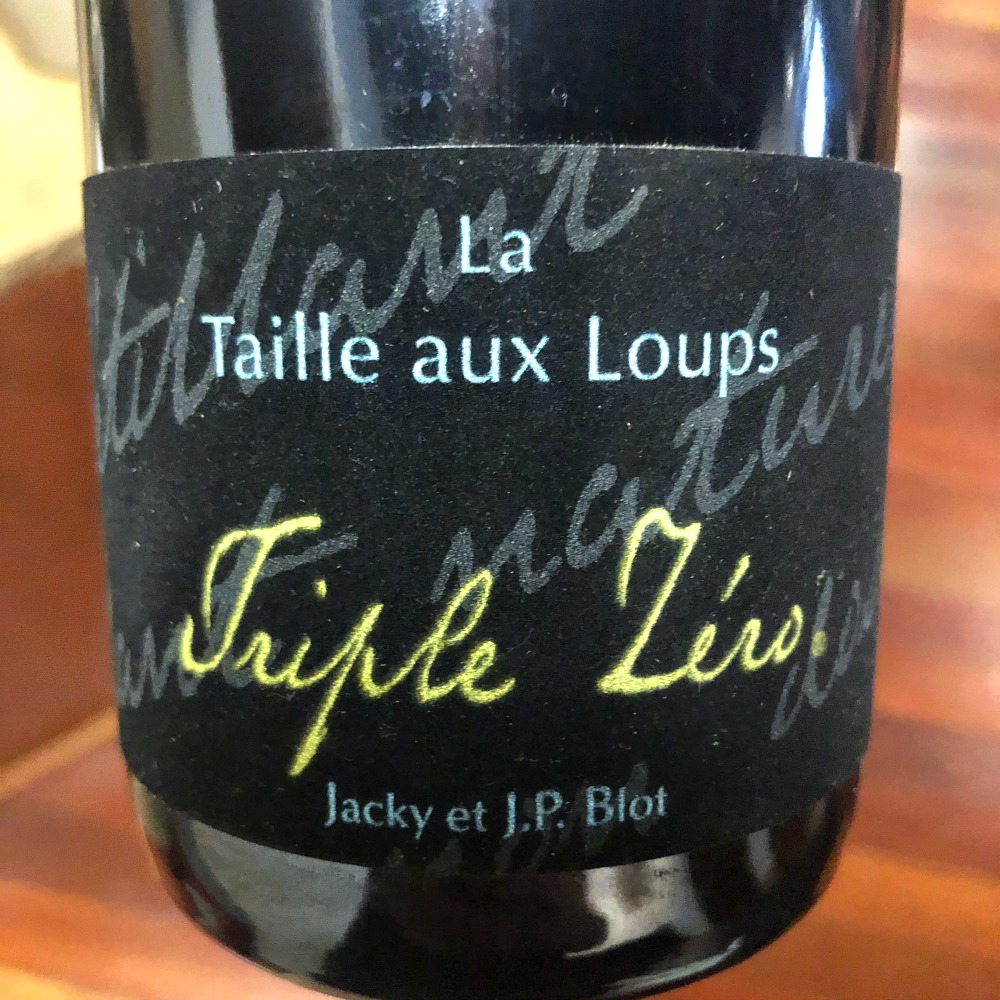 La
Taille aux Loups
Triple Zéro.
Jacky et J.P. Blot